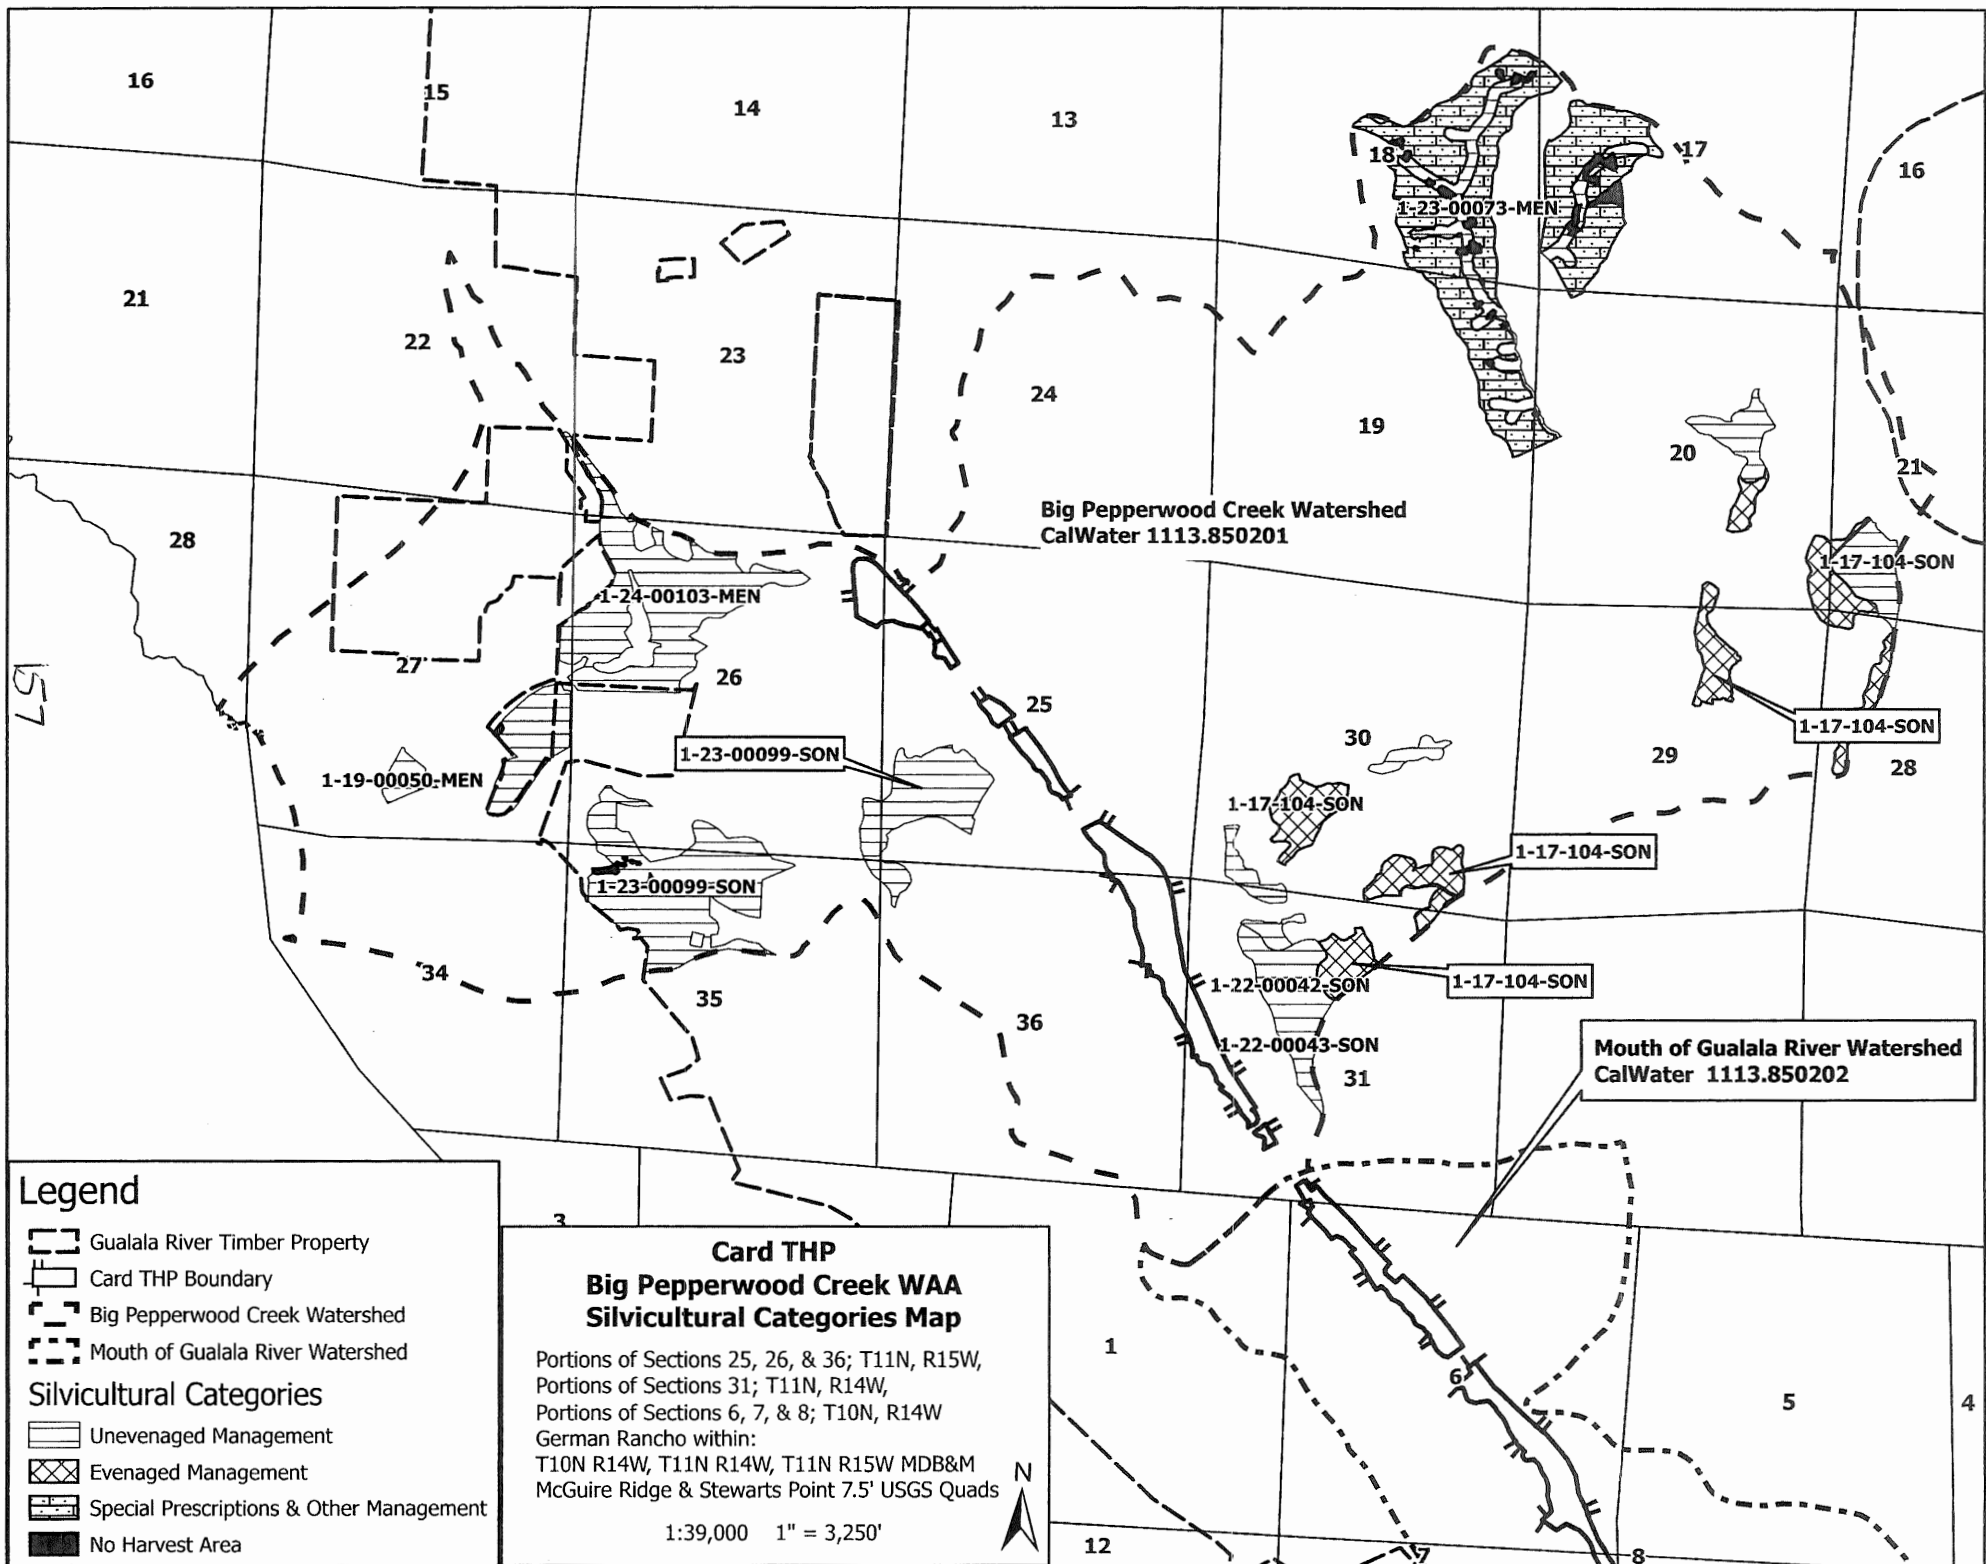 16
15
14
13
18
17
16
1-23-00073-MEN
21
22
23
24
19
20
21
Big Pepperwood Creek Watershed
CalWater 1113.850201
28
1-17-104-SON
1-24-00103-MEN
27
26
25
157
1-17-104-SON
30
29
28
1-23-00099-SON
1-19-00050-MEN
1-17-104-SON
1-17-104-SON
1-23-00099-SON
34
35
36
1-22-00042-SON
1-17-104-SON
1-22-00043-SON
31
Mouth of Gualala River Watershed
CalWater 1113.850202
3
1
6
5
4
12
7
8
Legend
Gualala River Timber Property
Card THP Boundary
Big Pepperwood Creek Watershed
Mouth of Gualala River Watershed
Silvicultural Categories
Unevenaged Management
Evenaged Management
Special Prescriptions & Other Management
No Harvest Area
Card THP
Big Pepperwood Creek WAA
Silvicultural Categories Map
Portions of Sections 25, 26, & 36; T11N, R15W,
Portions of Sections 31; T11N, R14W,
Portions of Sections 6, 7, & 8; T10N, R14W
German Rancho within:
T10N R14W, T11N R14W, T11N R15W MDB&M
McGuire Ridge & Stewarts Point 7.5' USGS Quads
1:39,000 1" = 3,250'
N